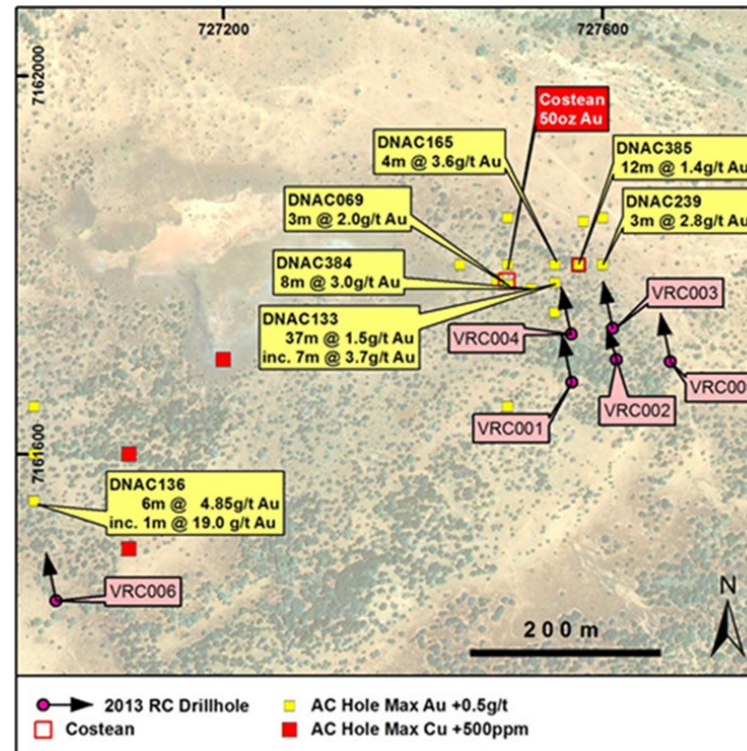 727200
727600
7162000
Costean
50oz Au
DNAC165
4m @ 3.6g/t Au
DNAC385
12m @ 1.4g/t Au
DNAC069
3m @ 2.0g/t Au
DNAC239
3m @ 2.8g/t Au
DNAC384
8m @ 3.0g/t Au
DNAC133
37m @ 1.5g/t Au
inc. 7m @ 3.7g/t Au
VRC003
VRC004
VRC00
VRC002
VRC001
7161600
DNAC136
6m @ 4.85g/t Au
inc. 1m @ 19.0 g/t Au
VRC006
N
200m
2013 RC Drillhole
AC Hole Max Au +0.5g/t
Costean
AC Hole Max Cu +500ppm